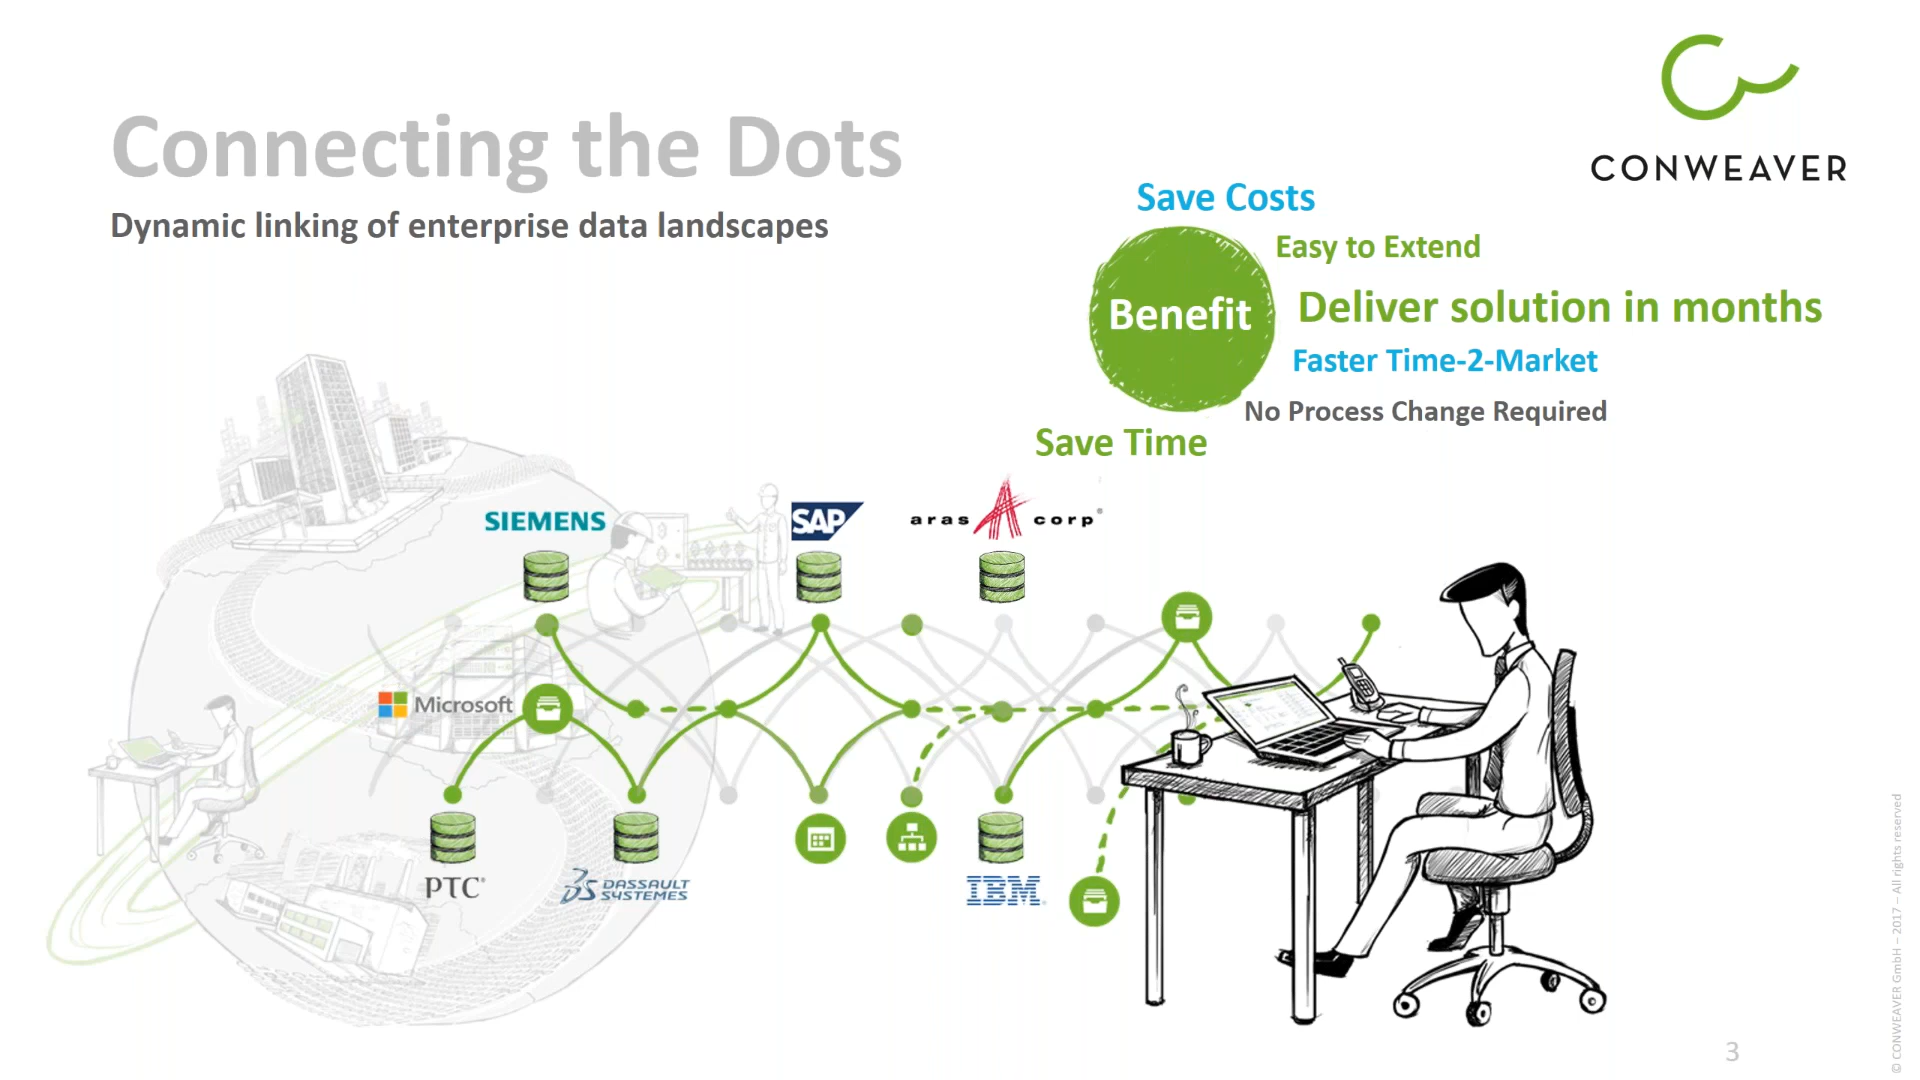 CONWEAVER
Connecting the Dots
Dynamic linking of enterprise data landscapes
Save Costs
Easy to Extend
Benefit
Deliver solution in months
Faster Time-2-Market
No Process Change Required
Save Time
SIEMENS
SAP
aras corp
Microsoft
PTC
DASSAULT
SYSTEMES
IBM
© CONWEAVER GmbH – 2017 – All rights reserved
3